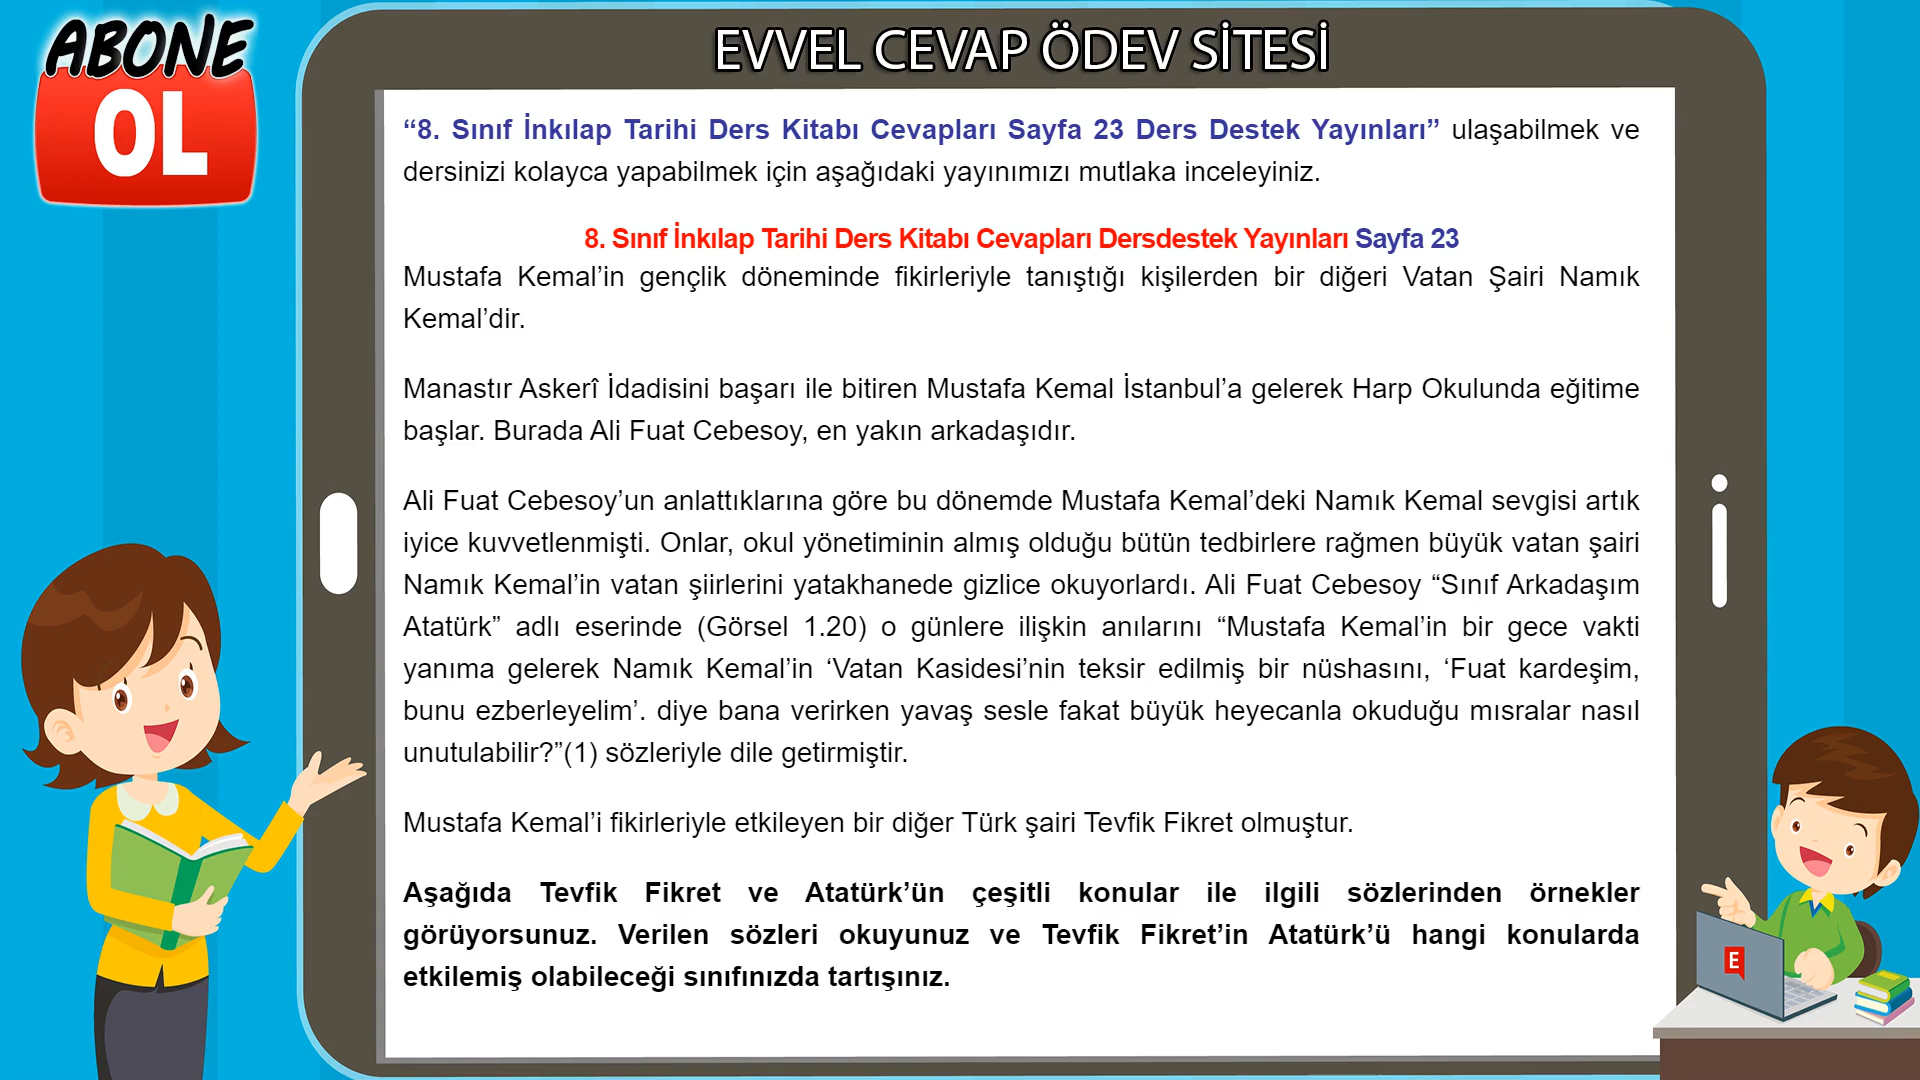 ABONE
OL
EVVEL CEVAP ÖDEV SİTESİ
“8. Sınıf İnkılap Tarihi Ders Kitabı Cevapları Sayfa 23 Ders Destek Yayınları” ulaşabilmek ve
dersinizi kolayca yapabilmek için aşağıdaki yayınımızı mutlaka inceleyiniz.
8. Sınıf İnkılap Tarihi Ders Kitabı Cevapları Dersdestek Yayınları Sayfa 23
Mustafa Kemal’in gençlik döneminde fikirleriyle tanıştığı kişilerden bir diğeri Vatan Şairi Namık
Kemal’dir.
Manastır Askerî İdadisini başarı ile bitiren Mustafa Kemal İstanbul’a gelerek Harp Okulunda eğitime
başlar. Burada Ali Fuat Cebesoy, en yakın arkadaşıdır.
Ali Fuat Cebesoy’un anlattıklarına göre bu dönemde Mustafa Kemal’deki Namık Kemal sevgisi artık
iyice kuvvetlenmişti. Onlar, okul yönetiminin almış olduğu bütün tedbirlere rağmen büyük vatan şairi
Namık Kemal’in vatan şiirlerini yatakhanede gizlice okuyorlardı. Ali Fuat Cebesoy “Sınıf Arkadaşım
Atatürk” adlı eserinde (Görsel 1.20) o günlere ilişkin anılarını “Mustafa Kemal’in bir gece vakti
yanıma gelerek Namık Kemal’in ‘Vatan Kasidesi’nin teksir edilmiş bir nüshasını, ‘Fuat kardeşim,
bunu ezberleyelim’. diye bana verirken yavaş sesle fakat büyük heyecanla okuduğu mısralar nasıl
unutulabilir?”(1) sözleriyle dile getirmiştir.
Mustafa Kemal’i fikirleriyle etkileyen bir diğer Türk şairi Tevfik Fikret olmuştur.
Aşağıda Tevfik Fikret ve Atatürk’ün çeşitli konular ile ilgili sözlerinden örnekler
görüyorsunuz. Verilen sözleri okuyunuz ve Tevfik Fikret’in Atatürk’ü hangi konularda
etkilemiş olabileceği sınıfınızda tartışınız.
E